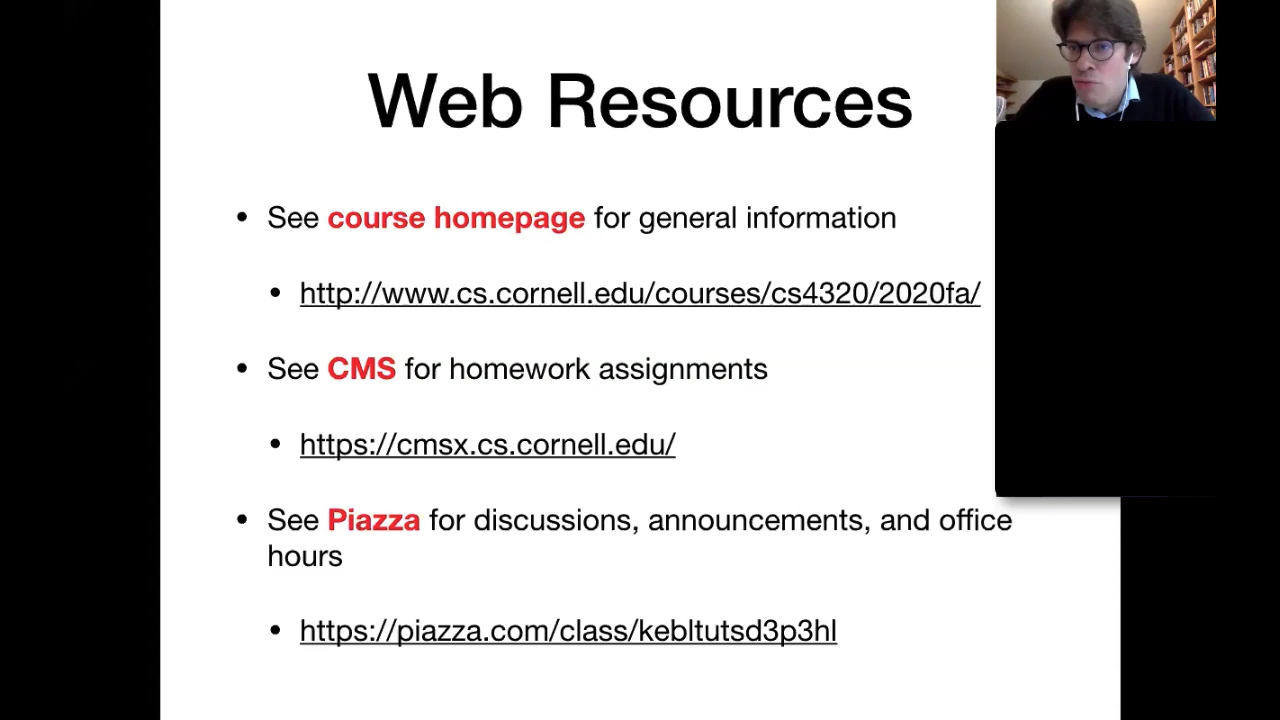 Web Resources
• See course homepage for general information
• http://www.cs.cornell.edu/courses/cs4320/2020fa/
• See CMS for homework assignments
• https://cmsx.cs.cornell.edu/
• See Piazza for discussions, announcements, and office
hours
• https://piazza.com/class/kebltutsd3p3hl